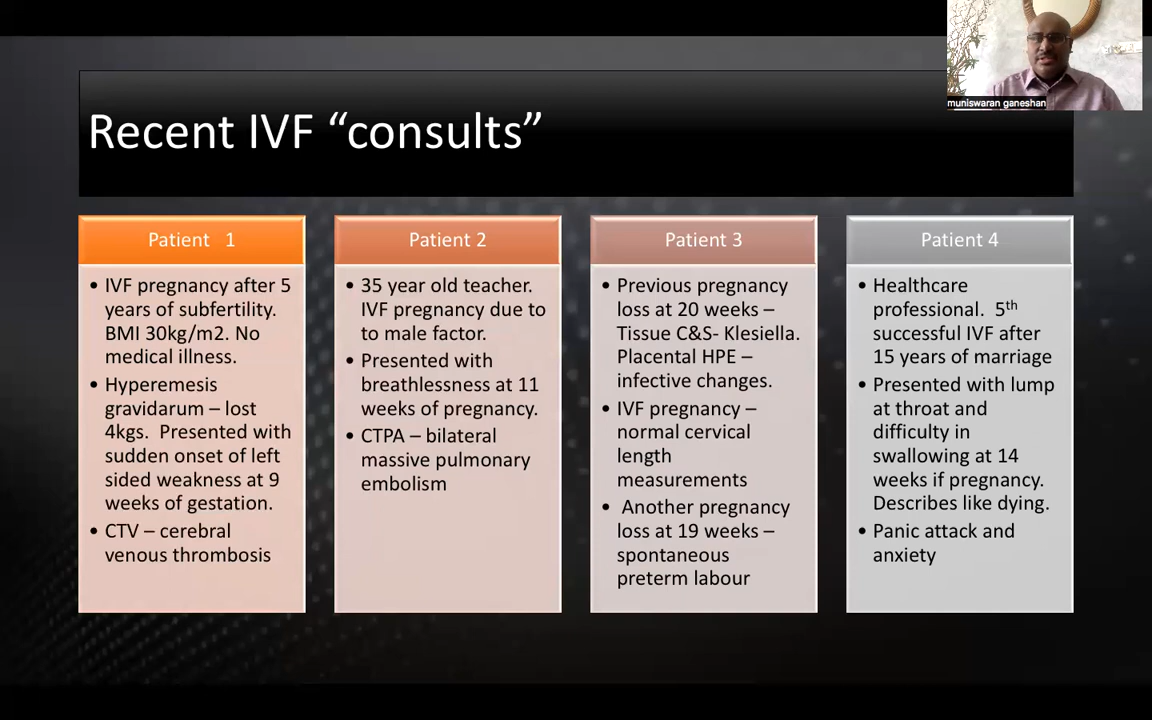 muniswaran ganeshan
Recent IVF “consults”
Patient 1
• IVF pregnancy after 5
years of subfertility.
BMI 30kg/m2. No
medical illness.
• Hyperemesis
gravidarum – lost
4kgs. Presented with
sudden onset of left
sided weakness at 9
weeks of gestation.
• CTV – cerebral
venous thrombosis
Patient 2
• 35 year old teacher.
IVF pregnancy due to
to male factor.
• Presented with
breathlessness at 11
weeks of pregnancy.
• CTPA – bilateral
massive pulmonary
embolism
Patient 3
• Previous pregnancy
loss at 20 weeks –
Tissue C&S- Klesiella.
Placental HPE –
infective changes.
• IVF pregnancy –
normal cervical
length
measurements
• Another pregnancy
loss at 19 weeks –
spontaneous
preterm labour
Patient 4
• Healthcare
professional. 5th
successful IVF after
15 years of marriage
• Presented with lump
at throat and
difficulty in
swallowing at 14
weeks if pregnancy.
Describes like dying.
• Panic attack and
anxiety